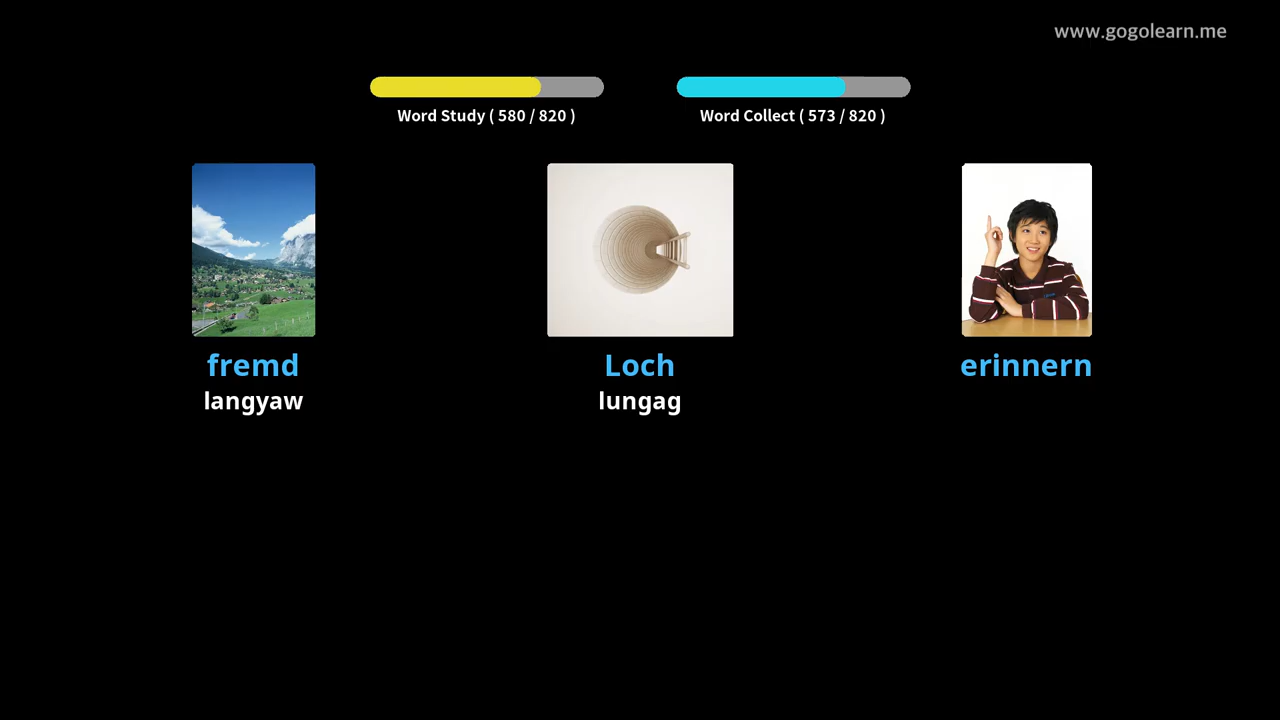 www.gogolearn.me
Word Study ( 580 / 820 )
Word Collect ( 573 / 820 )
fremd
langyaw
Loch
lungag
erinnern